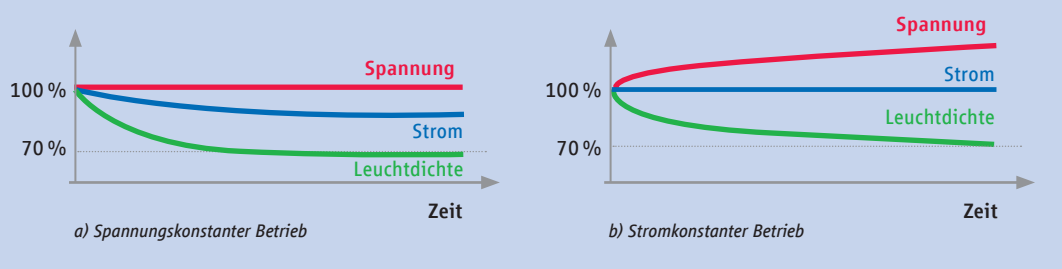 Spannung
100 %
Strom
70 %
Leuchtdichte
Zeit
a) Spannungskonstanter Betrieb
Spannung
Strom
100 %
Leuchtdichte
70 %
Zeit
b) Stromkonstanter Betrieb